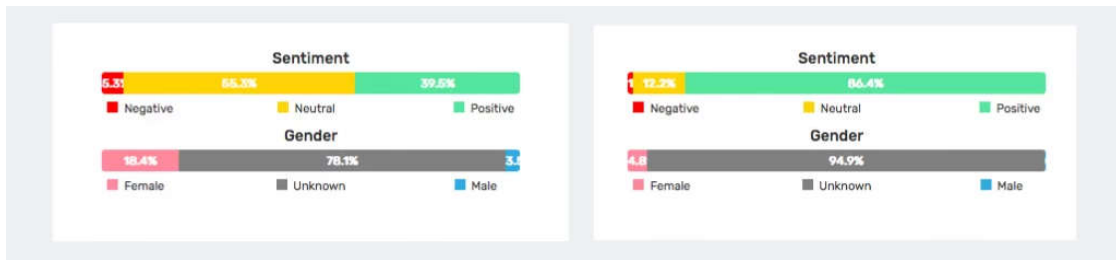 Sentiment
55.3% 39.5%
Negative Neutral Positive
Gender
18.4% 78.1%
Female Unknown Male
Sentiment
12.2% 86.4%
Negative Neutral Positive
Gender
94.9%
Female Unknown Male